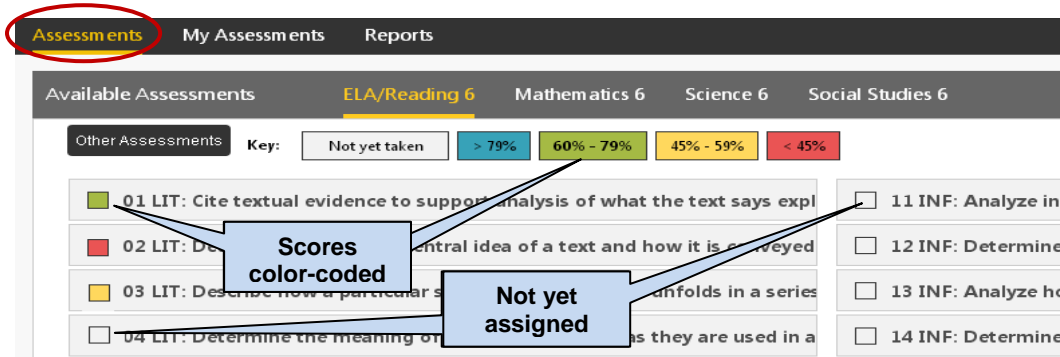 Assessments My Assessments Reports
Available Assessments ELA/Reading 6 Mathematics 6 Science 6 Social Studies 6
Other Assessments Key: Not yet taken > 79% 60% - 79% 45% - 59% < 45%
01 LIT: Cite textual evidence to support analysis of what the text says expl
11 INF: Analyze in
02 LIT: De entral idea of a text and how it is conveyed
12 INF: Determine
03 LIT: Describe how a particular s unfolds in a series
13 INF: Analyze ho
04 LIT: Determine the meaning of as they are used in a
14 INF: Determine
Scores
color-coded
Not yet
assigned